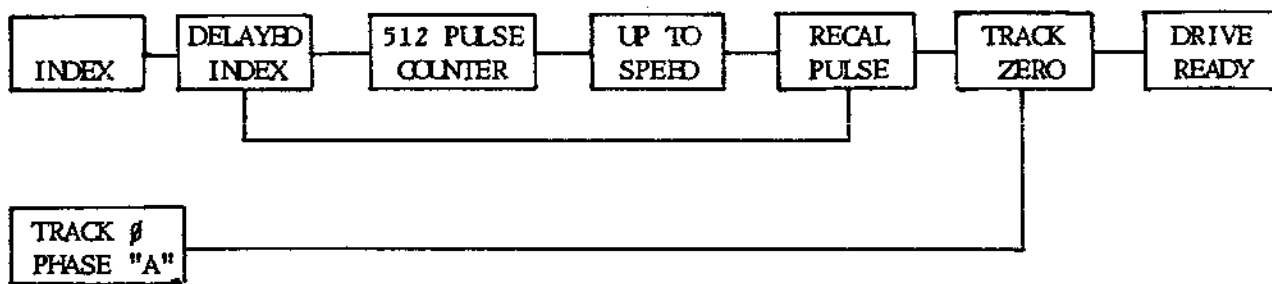 INDEX
DELAYED
INDEX
512 PULSE
COUNTER
UP TO
SPEED
RECAL
PULSE
TRACK
ZERO
DRIVE
READY
TRACK Ø
PHASE "A"